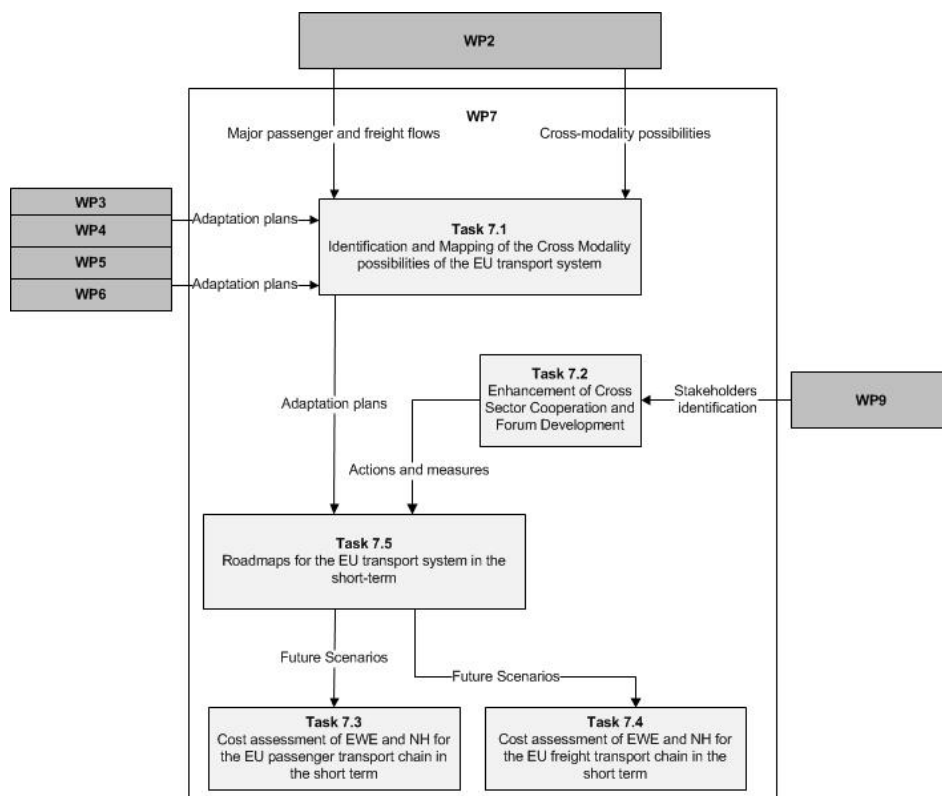 WP2
WP7
Major passenger and freight flows
Cross-modality possibilities
WP3
WP4
WP5
WP6
Adaptation plans
Adaptation plans
Task 7.1
Identification and Mapping of the Cross Modality
possibilities of the EU transport system
Task 7.2
Enhancement of Cross
Sector Cooperation and
Forum Development
Stakeholders
identification
WP9
Adaptation plans
Actions and measures
Task 7.5
Roadmaps for the EU transport system in the
short-term
Future Scenarios
Future Scenarios
Task 7.3
Cost assessment of EWE and NH for
the EU passenger transport chain in
the short term
Task 7.4
Cost assessment of EWE and NH for
the EU freight transport chain in the
short term